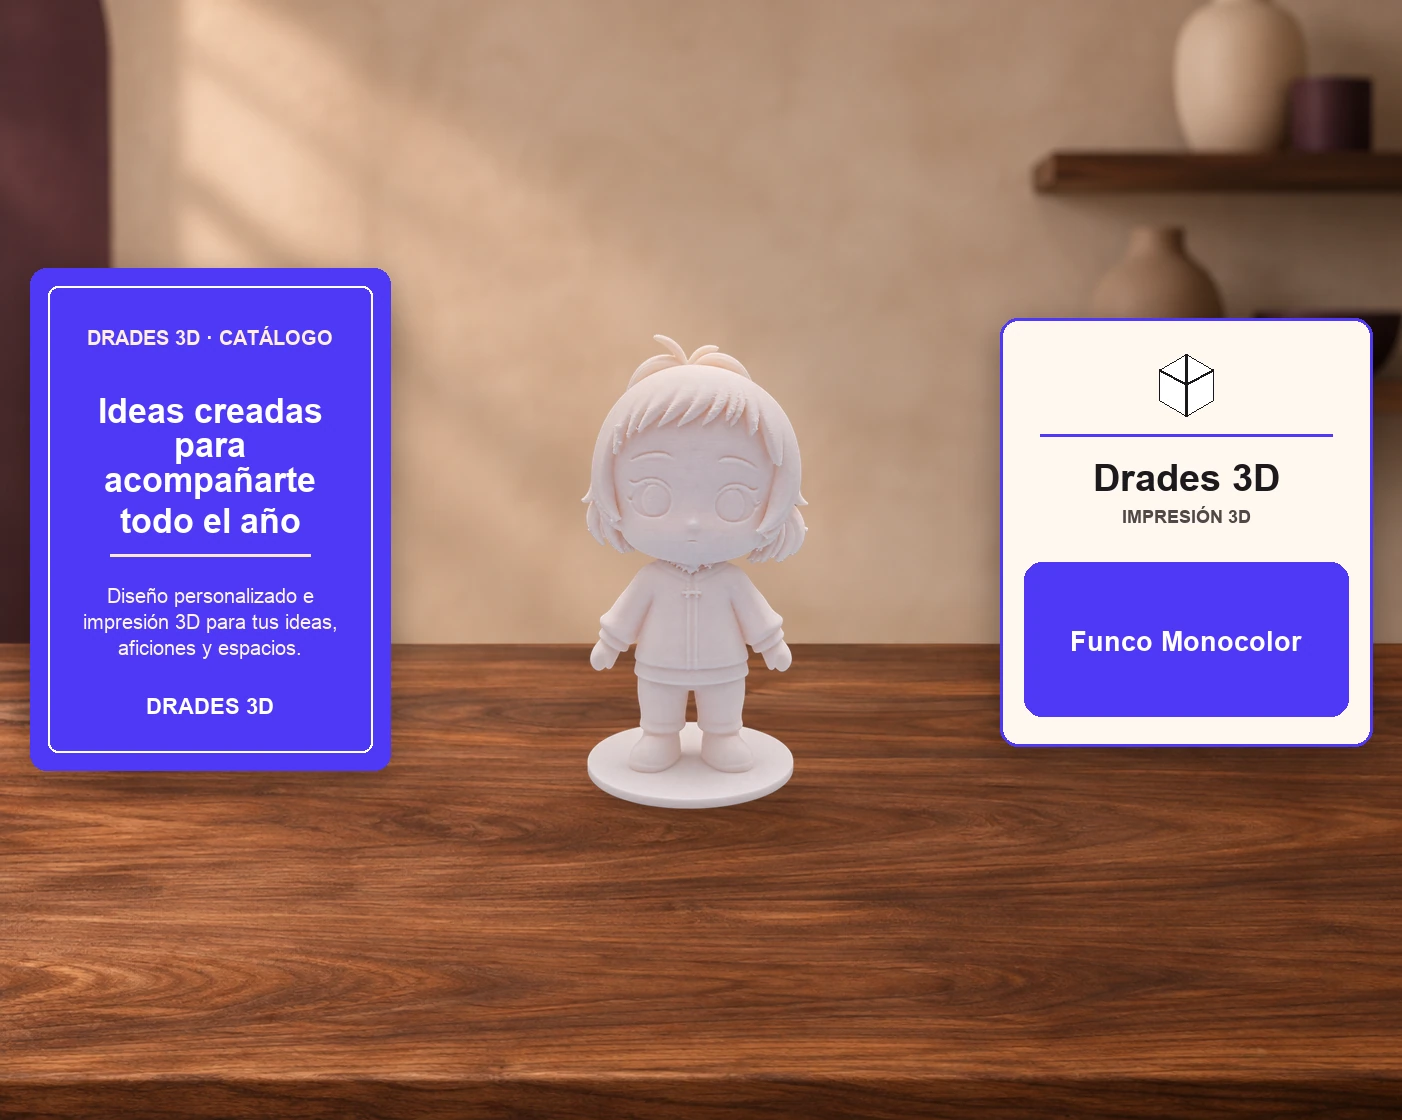 DRADES 3D · CATÁLOGO
Ideas creadas
para
acompañarte
todo el año
Diseño personalizado e
impresión 3D para tus ideas,
aficiones y espacios.
DRADES 3D
Drades 3D
IMPRESIÓN 3D
Funco Monocolor